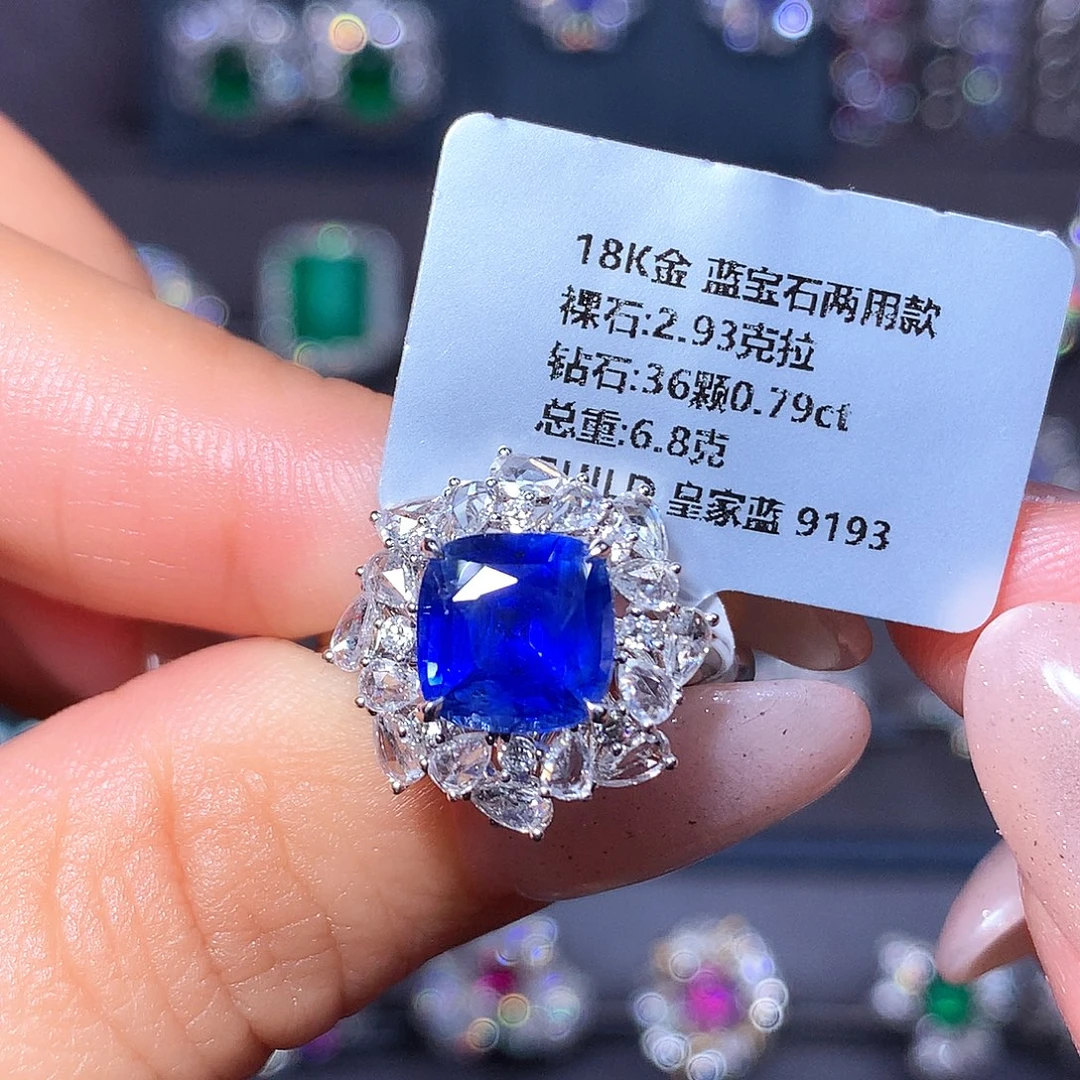 18K金 蓝宝石两用款
裸石:2.93克拉
钻石:36颗0.79ct
总重:6.8克
GUILD 皇家蓝 9193